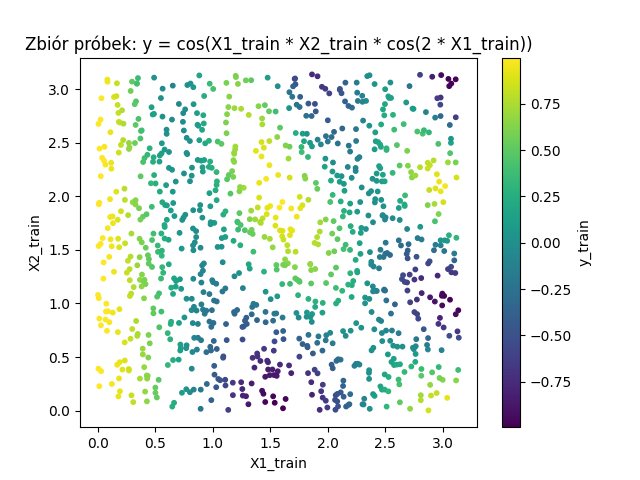 Zbiór próbek: y = cos(X1_train * X2_train * cos(2 * X1_train))
3.0
2.5
2.0
1.5
1.0
0.5
0.0
X2_train
0.0 0.5 1.0 1.5 2.0 2.5 3.0
X1_train
0.75
0.50
0.25
0.00
−0.25
−0.50
−0.75
y_train